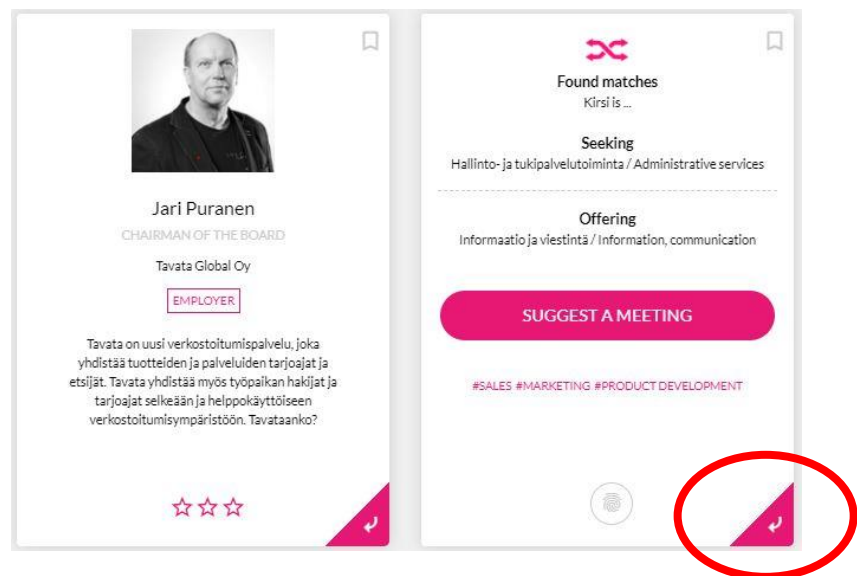 Jari Puranen
CHAIRMAN OF THE BOARD
Tavata Global Oy
EMPLOYER
Tavata on uusi verkostoitumispalvelu, joka
yhdistää tuotteiden ja palveluiden tarjoajat ja
etsijät. Tavata yhdistää myös työpaikan hakijat ja
tarjoajat selkeään ja helppokäyttöiseen
verkostoitumisympäristöön. Tavataanko?
Found matches
Kirsi is ...
Seeking
Hallinto- ja tukipalvelutoiminta / Administrative services
Offering
Informaatio ja viestintä / Information, communication
SUGGEST A MEETING
#SALES #MARKETING #PRODUCT DEVELOPMENT